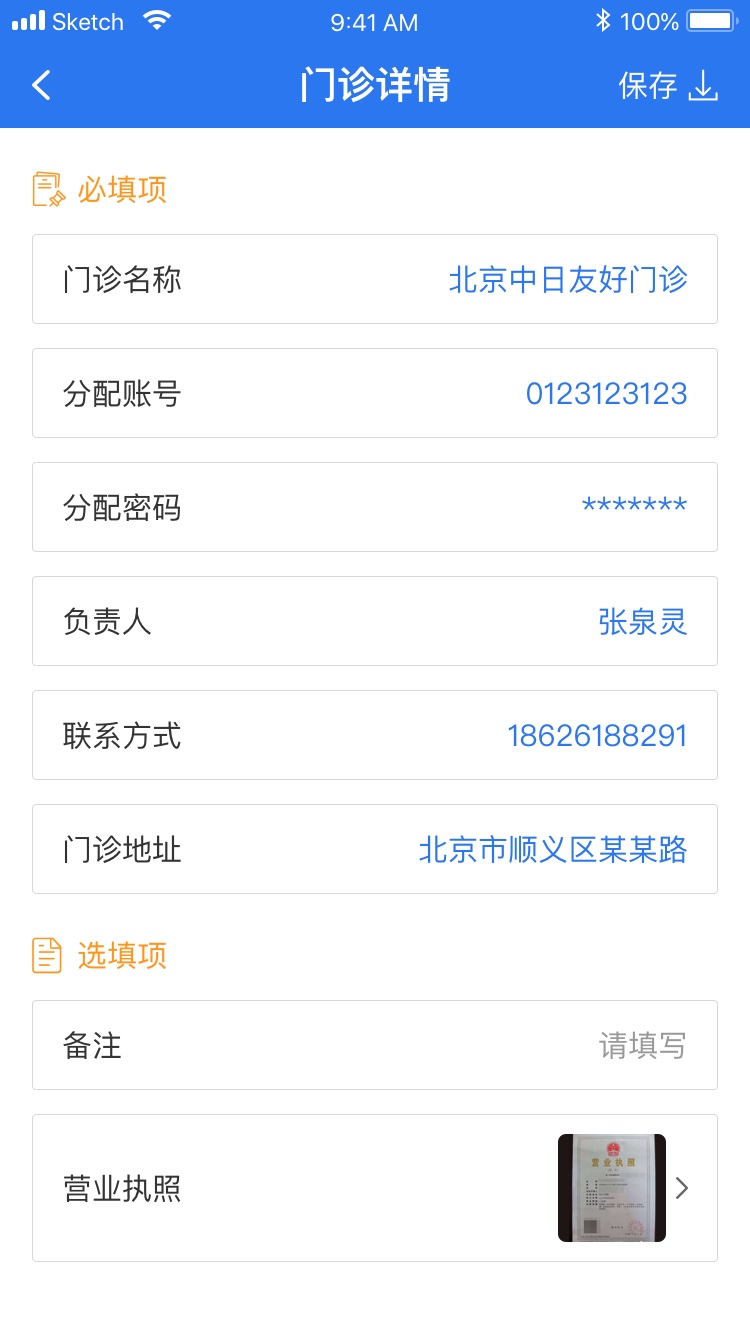 Sketch 9:41 AM 100%
门诊详情 保存
必填项
门诊名称 北京中日友好门诊
分配账号 0123123123
分配密码 *******
负责人 张泉灵
联系方式 18626188291
门诊地址 北京市顺义区某某路
选填项
备注 请填写
营业执照
营业执照